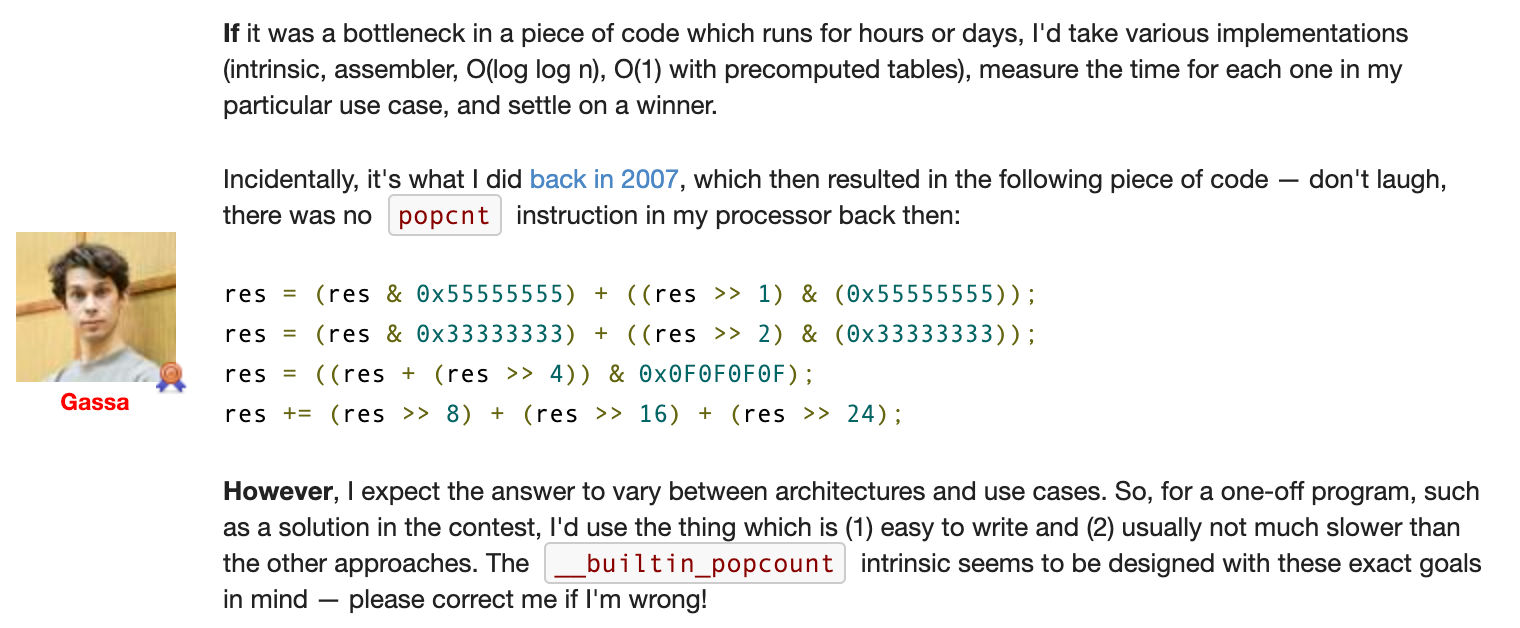 If it was a bottleneck in a piece of code which runs for hours or days, I'd take various implementations
(intrinsic, assembler, O(log log n), O(1) with precomputed tables), measure the time for each one in my
particular use case, and settle on a winner.
Incidentally, it's what I did back in 2007, which then resulted in the following piece of code — don't laugh,
there was no popcnt instruction in my processor back then:
res = (res & 0x55555555) + ((res >> 1) & (0x55555555));
res = (res & 0x33333333) + ((res >> 2) & (0x33333333));
res = ((res + (res >> 4)) & 0x0F0F0F0F);
res += (res >> 8) + (res >> 16) + (res >> 24);
Gassa
However, I expect the answer to vary between architectures and use cases. So, for a one-off program, such
as a solution in the contest, I'd use the thing which is (1) easy to write and (2) usually not much slower than
the other approaches. The __builtin_popcount intrinsic seems to be designed with these exact goals
in mind — please correct me if I'm wrong!